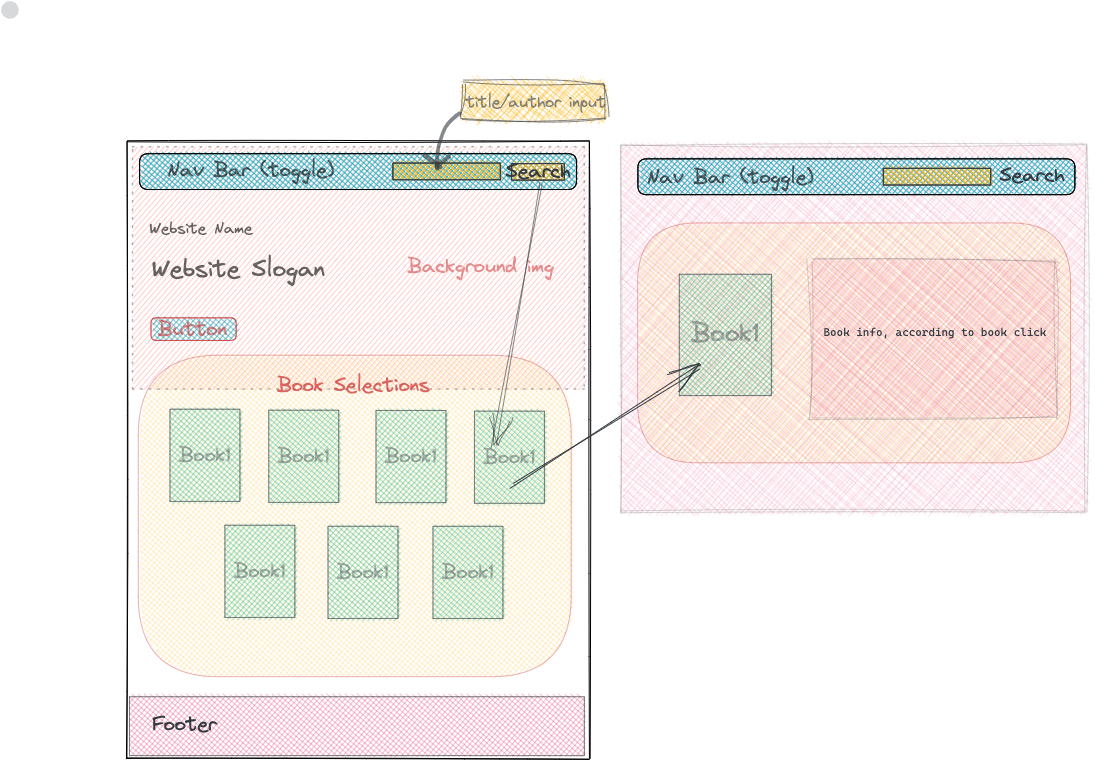 title/author input
Nav Bar (toggle)
Search
Website Name
Website Slogan
Background img
Button
Book Selections
Book1
Book1
Book1
Book1
Book1
Book1
Book1
Footer
Nav Bar (toggle)
Search
Book1
Book info, according to book click